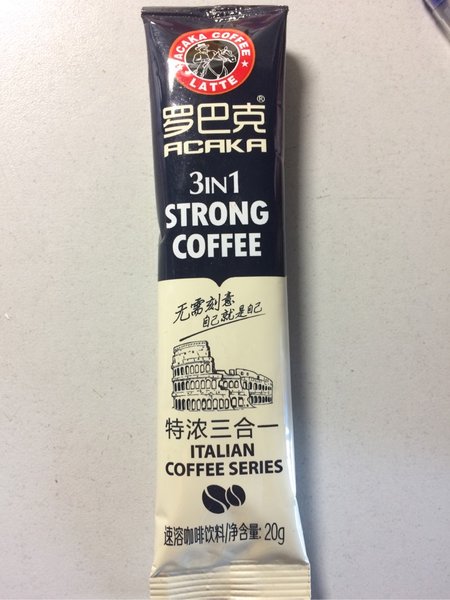 ACAKA COFFEE
LATTE
罗巴克®
ACAKA
3IN1
STRONG
COFFEE
无需刻意
自己就是自己
特浓三合一
ITALIAN
COFFEE SERIES
速溶咖啡饮料/净含量: 20g